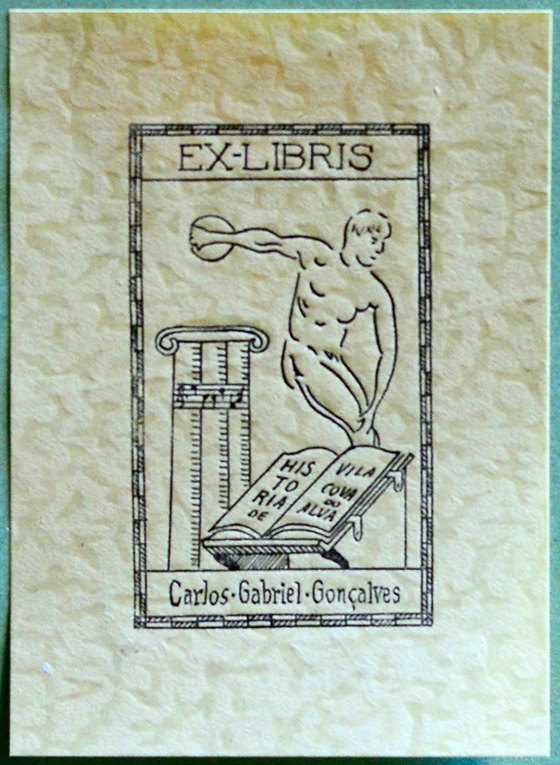 EX-LIBRIS
HIS
TO
RIA
DE
VILA
COVA
DO
ALVA
Carlos·Gabriel·Gonçalves